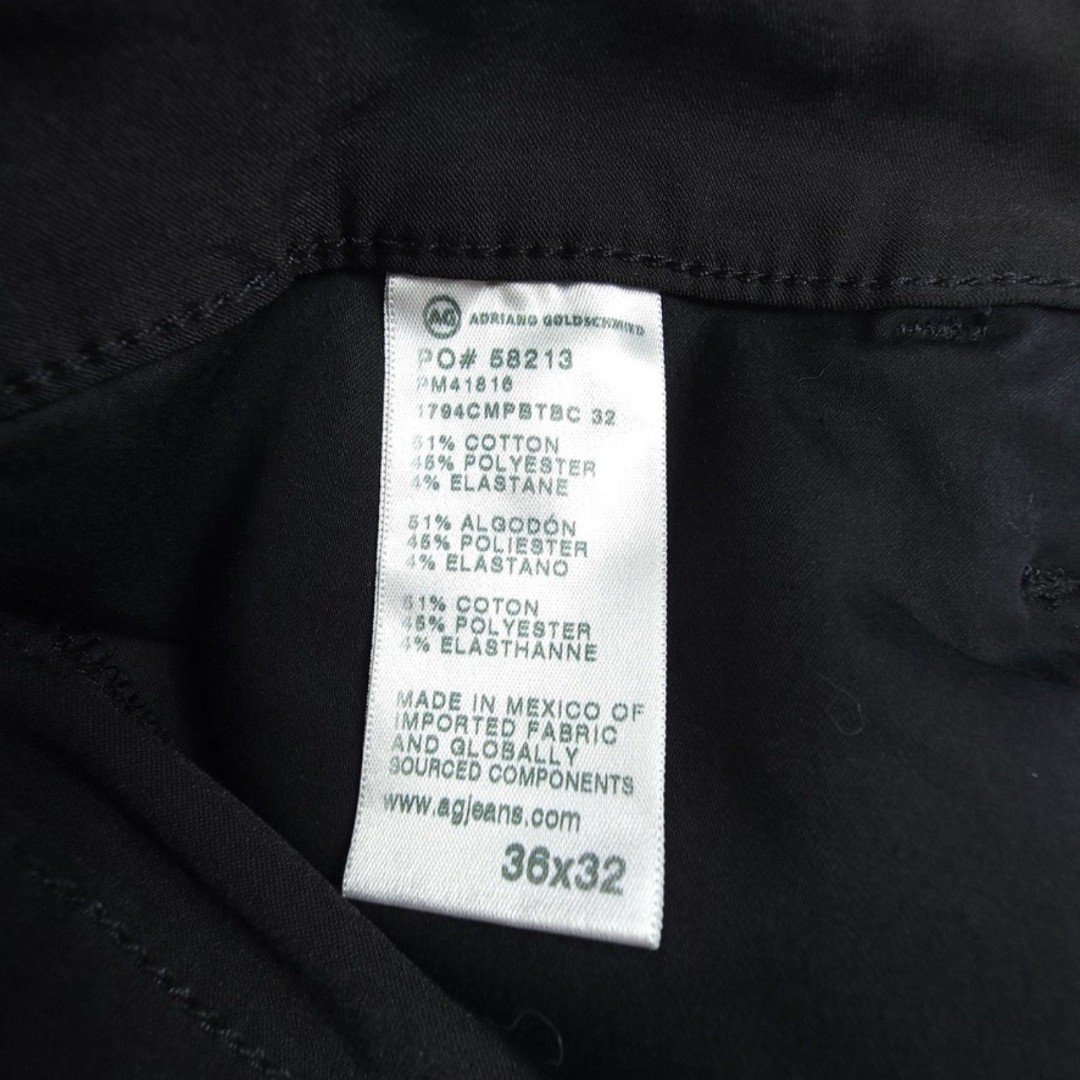 AG ADRIANO GOLDSCHMIED
PO# 58213
PM41816
1794CMPBTBC 32
51% COTTON
45% POLYESTER
4% ELASTANE
51% ALGODÓN
45% POLIESTER
4% ELASTANO
51% COTON
45% POLYESTER
4% ELASTHANNE
MADE IN MEXICO OF
IMPORTED FABRIC
AND GLOBALLY
SOURCED COMPONENTS
www.agjeans.com
36x32